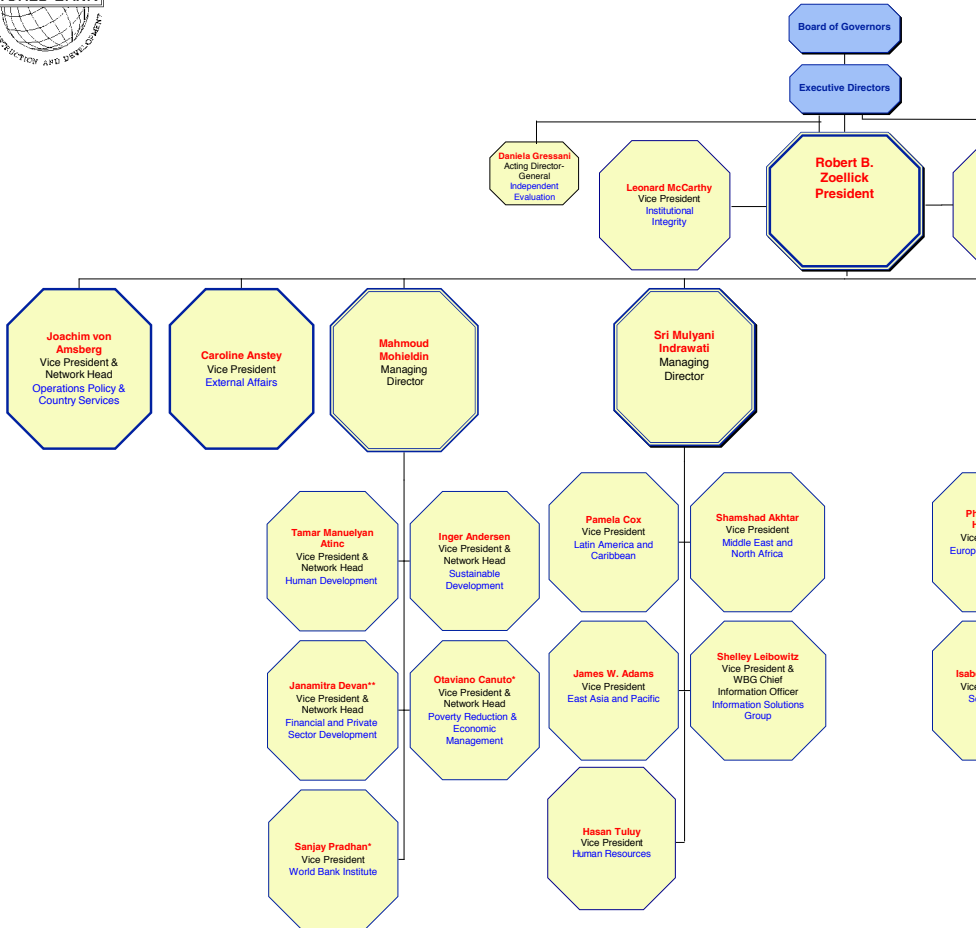 Board of Governors
Executive Directors
Daniela Gressani
Acting Director-
General
Independent
Evaluation
Leonard McCarthy
Vice President
Institutional
Integrity
Robert B.
Zoellick
President
Joachim von
Amsberg
Vice President &
Network Head
Operations Policy &
Country Services
Caroline Anstey
Vice President
External Affairs
Mahmoud
Mohieldin
Managing
Director
Sri Mulyani
Indrawati
Managing
Director
Tamar Manuelyan
Atinc
Vice President &
Network Head
Human Development
Inger Andersen
Vice President &
Network Head
Sustainable
Development
Pamela Cox
Vice President
Latin America and
Caribbean
Shamshad Akhtar
Vice President
Middle East and
North Africa
Janamitra Devan**
Vice President &
Network Head
Financial and Private
Sector Development
Otaviano Canuto*
Vice President &
Network Head
Poverty Reduction &
Economic
Management
James W. Adams
Vice President
East Asia and Pacific
Shelley Leibowitz
Vice President &
WBG Chief
Information Officer
Information Solutions
Group
Sanjay Pradhan*
Vice President
World Bank Institute
Hasan Tuluy
Vice President
Human Resources
AND DEVELOPMENT